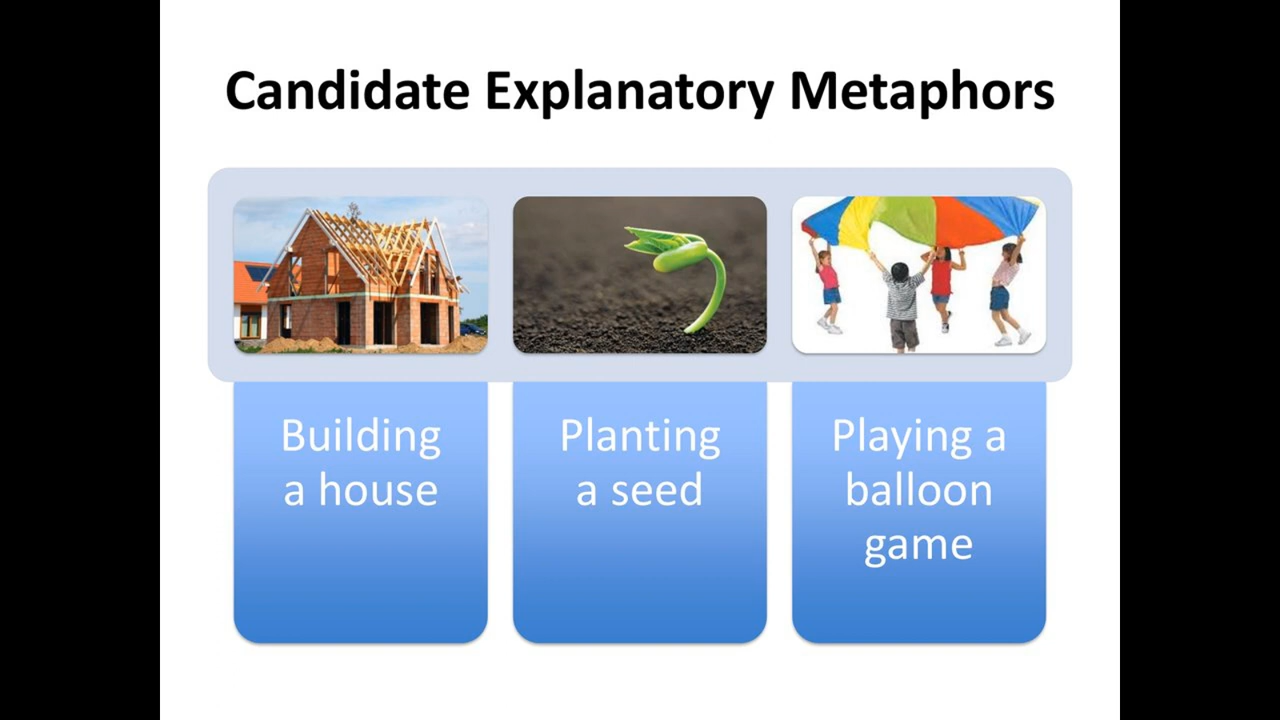 Candidate Explanatory Metaphors
Building
a house
Planting
a seed
Playing a
balloon
game